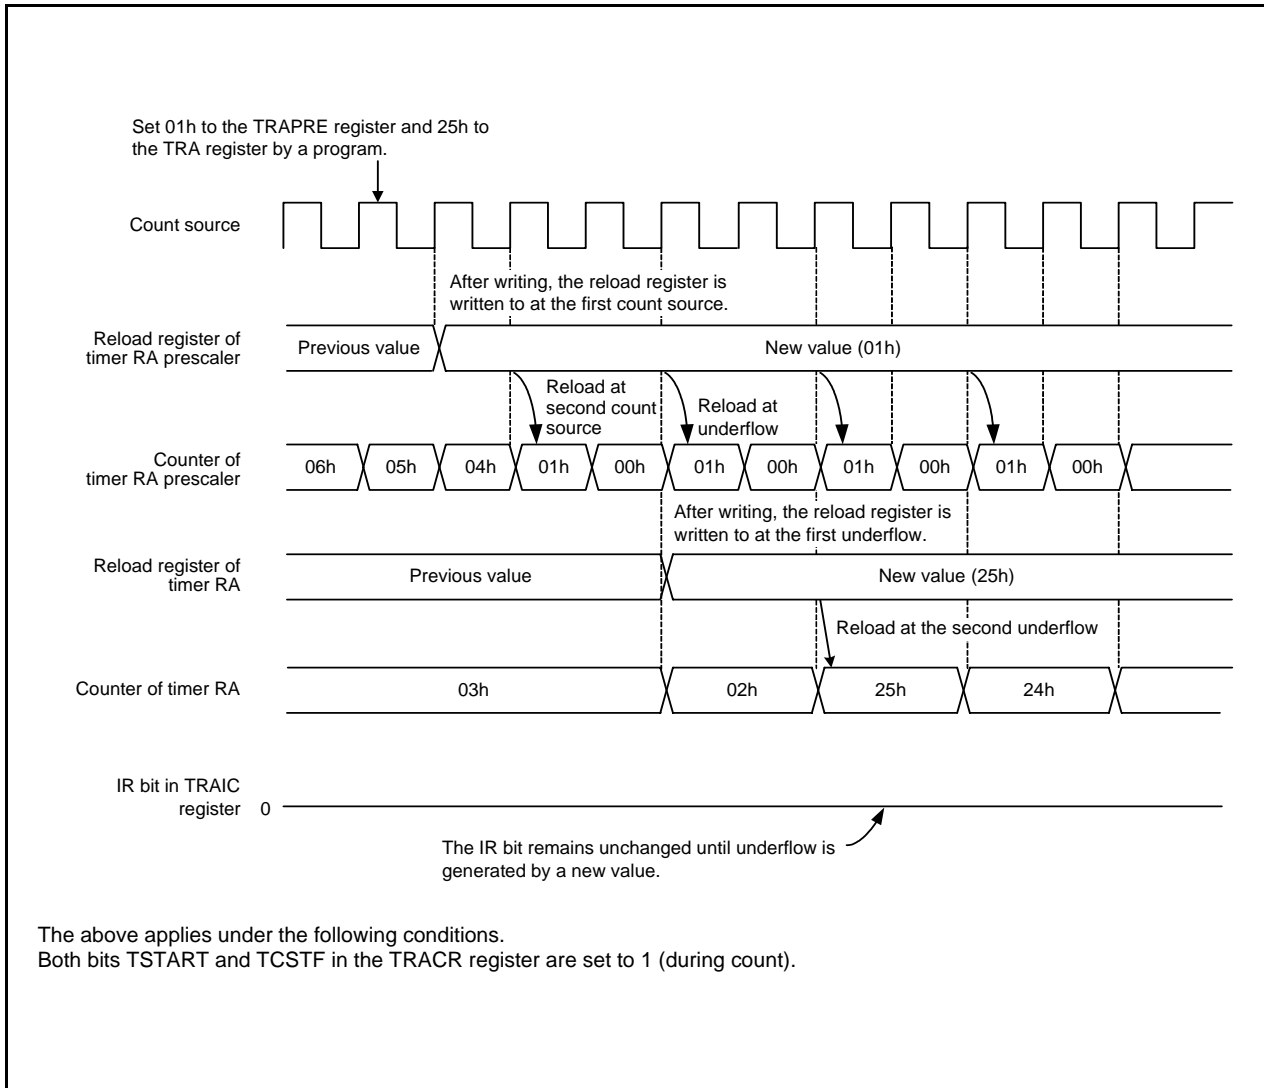 Set 01h to the TRAPRE register and 25h to
the TRA register by a program.
Count source
After writing, the reload register is
written to at the first count source.
Reload register of
timer RA prescaler
Previous value
New value (01h)
Reload at
second count
source
Reload at
underflow
Counter of
timer RA prescaler
06h
05h
04h
01h
00h
01h
00h
01h
00h
01h
00h
After writing, the reload register is
written to at the first underflow.
Reload register of
timer RA
Previous value
New value (25h)
Reload at the second underflow
Counter of timer RA
03h
02h
25h
24h
IR bit in TRAIC
register
0
The IR bit remains unchanged until underflow is
generated by a new value.
The above applies under the following conditions.
Both bits TSTART and TCSTF in the TRACR register are set to 1 (during count).